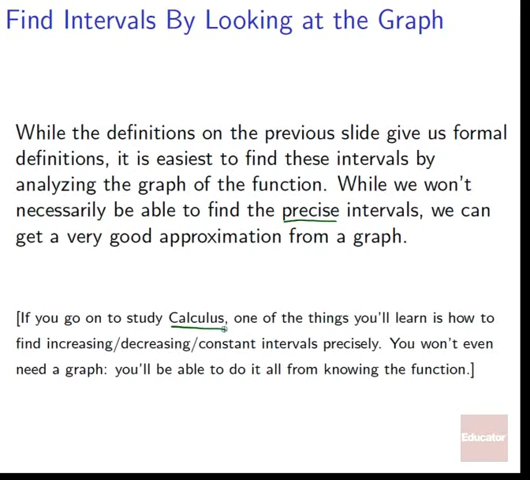 Find Intervals By Looking at the Graph
While the definitions on the previous slide give us formal
definitions, it is easiest to find these intervals by
analyzing the graph of the function. While we won't
necessarily be able to find the precise intervals, we can
get a very good approximation from a graph.
[If you go on to study Calculus, one of the things you'll learn is how to
find increasing/decreasing/constant intervals precisely. You won't even
need a graph: you'll be able to do it all from knowing the function.]
Educator